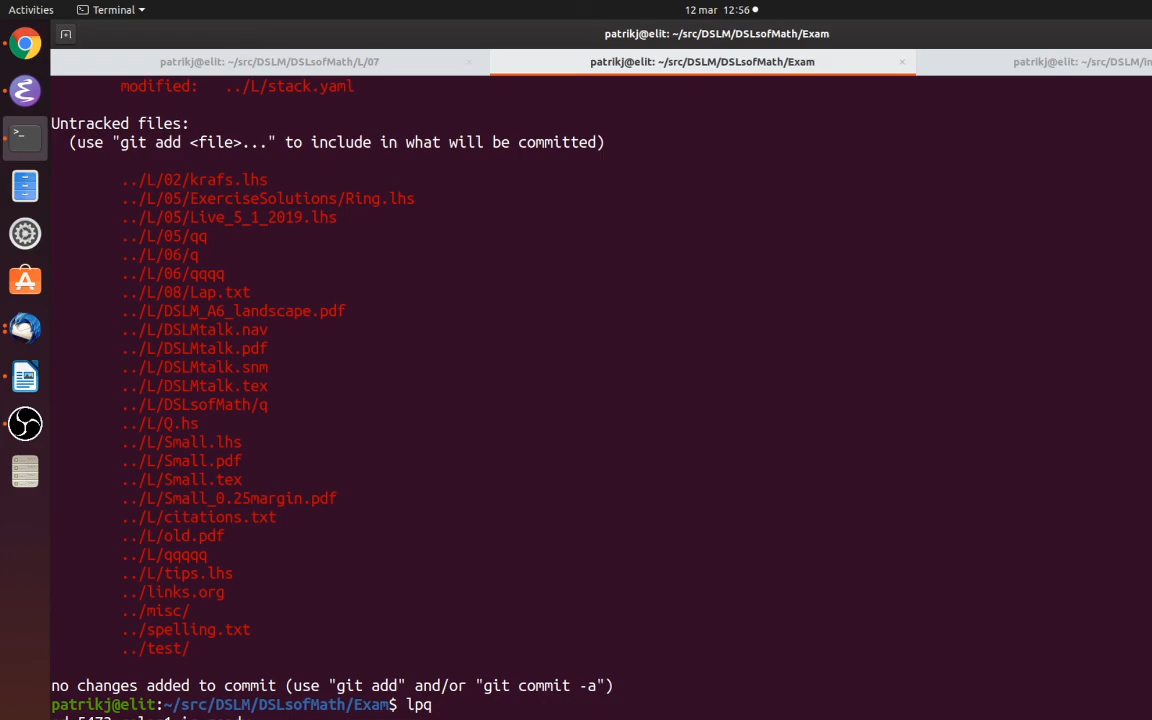 Activities
Terminal
12 mar 12:56
patrikj@elit: ~/src/DSLM/DSLsofMath/Exam
patrikj@elit: ~/src/DSLM/DSLsofMath/L/07
patrikj@elit: ~/src/DSLM/DSLsofMath/Exam
patrikj@elit: ~/src/DSLM/in
modified: ../L/stack.yaml
Untracked files:
(use "git add <file>..." to include in what will be committed)
../L/02/krafs.lhs
../L/05/ExerciseSolutions/Ring.lhs
../L/05/Live_5_1_2019.lhs
../L/05/qq
../L/06/q
../L/06/qqqq
../L/08/Lap.txt
../L/DSLM_A6_landscape.pdf
../L/DSLMtalk.nav
../L/DSLMtalk.pdf
../L/DSLMtalk.snm
../L/DSLMtalk.tex
../L/DSLsofMath/q
../L/Q.hs
../L/Small.lhs
../L/Small.pdf
../L/Small.tex
../L/Small_0.25margin.pdf
../L/citations.txt
../L/old.pdf
../L/qqqqq
../L/tips.lhs
../links.org
../misc/
../spelling.txt
../test/
no changes added to commit (use "git add" and/or "git commit -a")
patrikj@elit:~/src/DSLM/DSLsofMath/Exam$ lpq